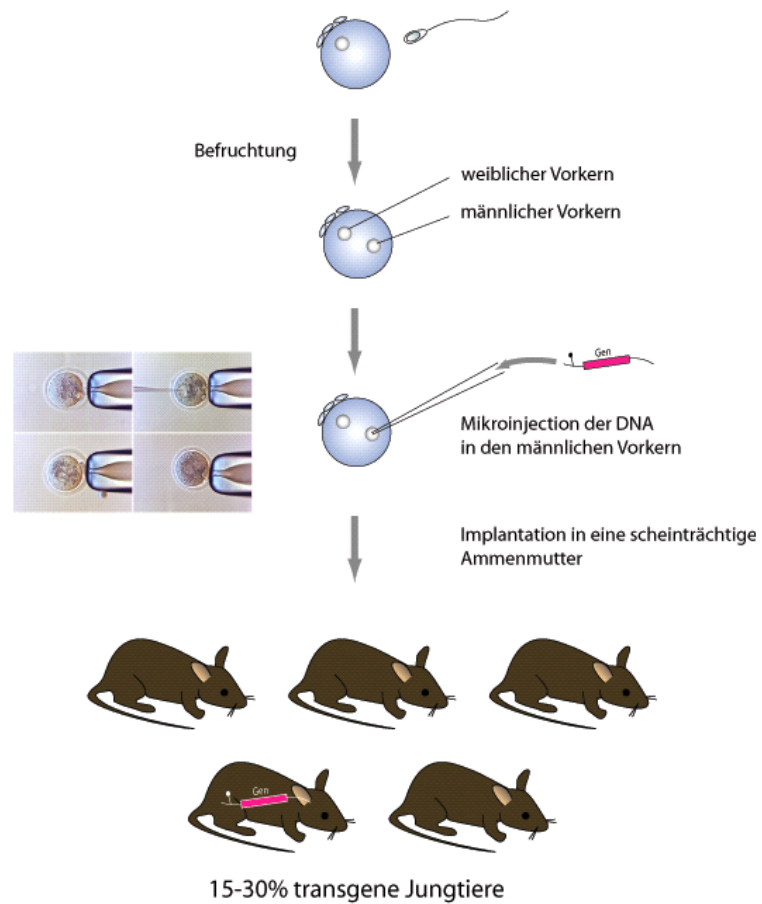 Befruchtung
weiblicher Vorkern
männlicher Vorkern
Gen
Mikroinjection der DNA
in den männlichen Vorkern
Implantation in eine scheinträchtige
Ammenmutter
Gen
15-30% transgene Jungtiere